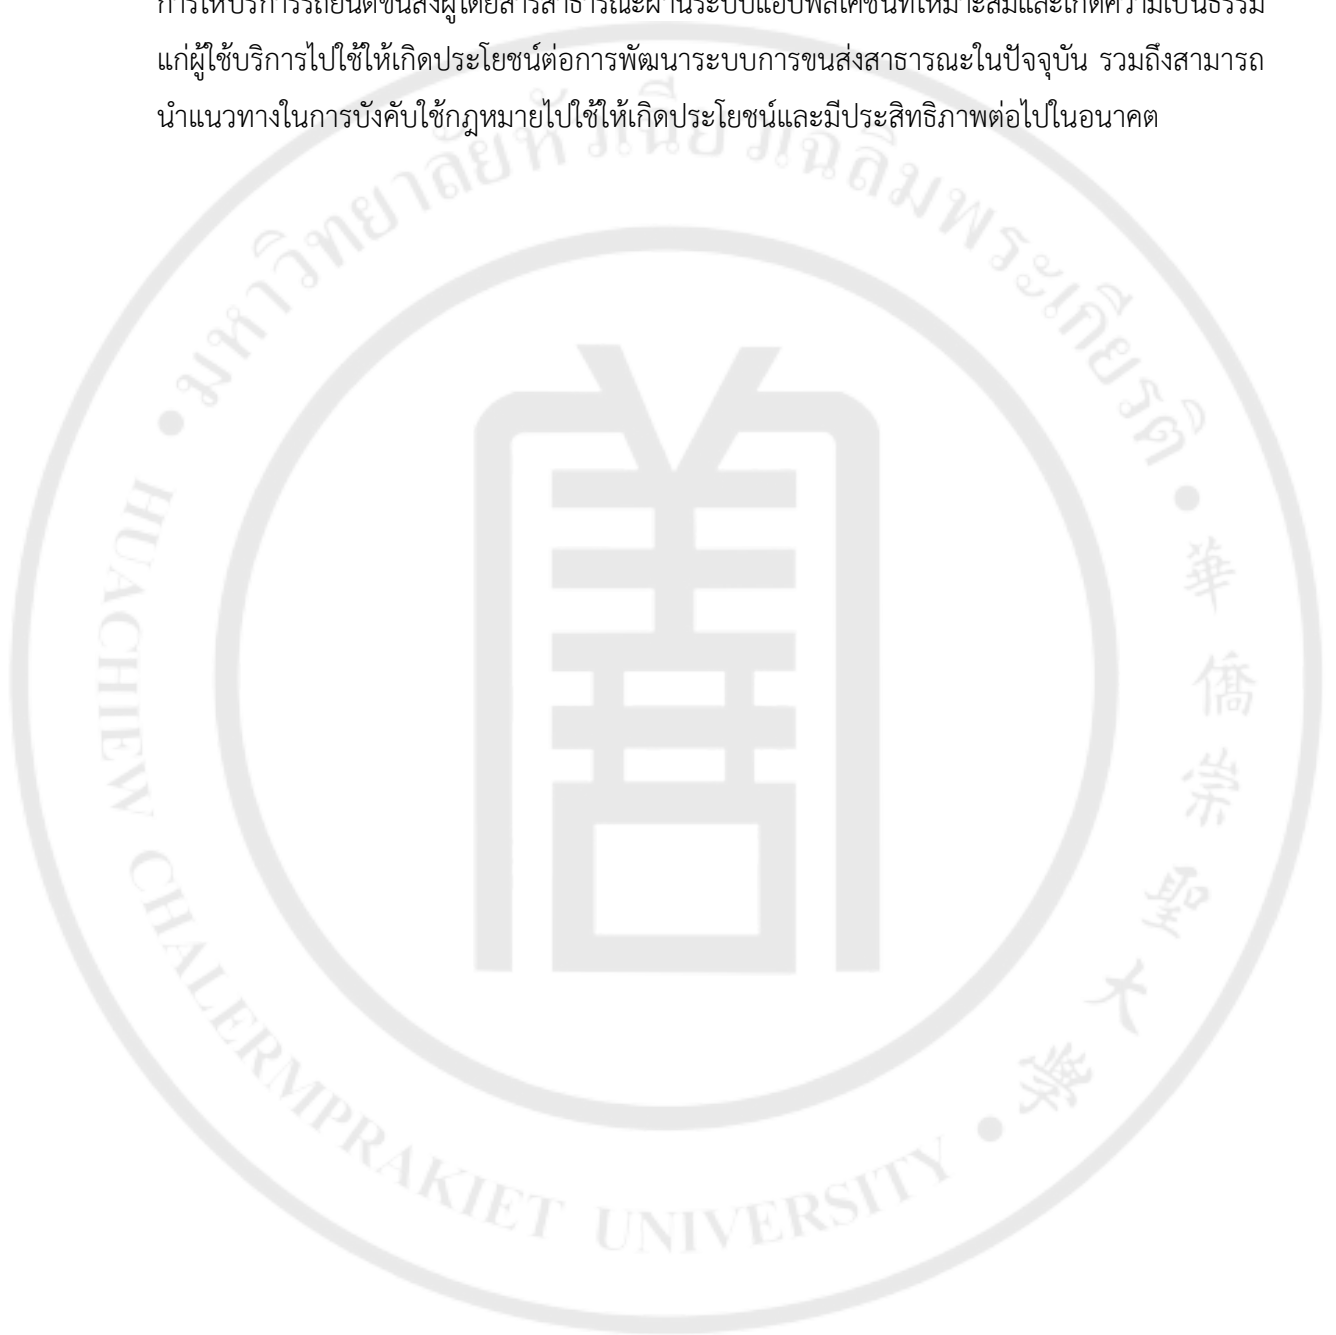 การให้บริการรถยนต์ขนส่งผู้โดยสารสาธารณะผ่านระบบแอปพลิเคชันที่เหมาะสมและเกิดความเป็นธรรม
แก่ผู้ใช้บริการไปใช้ให้เกิดประโยชน์ต่อการพัฒนาระบบการขนส่งสาธารณะในปัจจุบัน รวมถึงสามารถ
นำแนวทางในการบังคับใช้กฎหมายไปใช้ให้เกิดประโยชน์และมีประสิทธิภาพต่อไปในอนาคต
มหาวิทยาลัยหัวเฉียวเฉลิมพระเกียรติ
華僑崇聖大學
HUACHIEW CHALERMPRAKIET UNIVERSITY